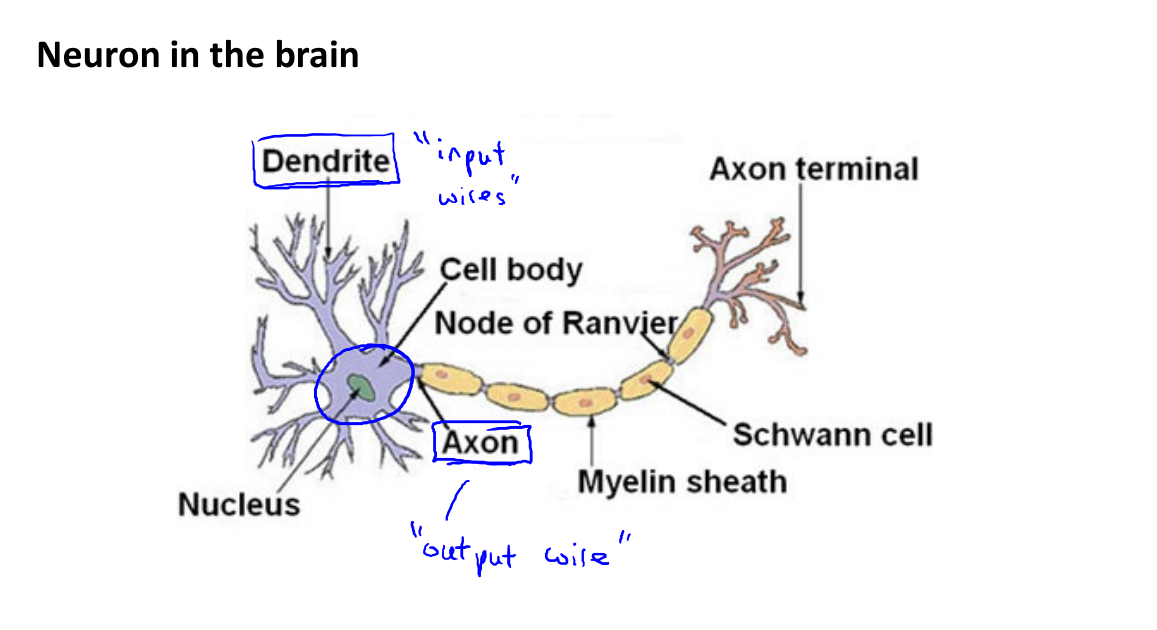 Neuron in the brain
Dendrite
"input
wires"
Axon terminal
Cell body
Node of Ranvier
Axon
Schwann cell
Myelin sheath
Nucleus
"output wire"